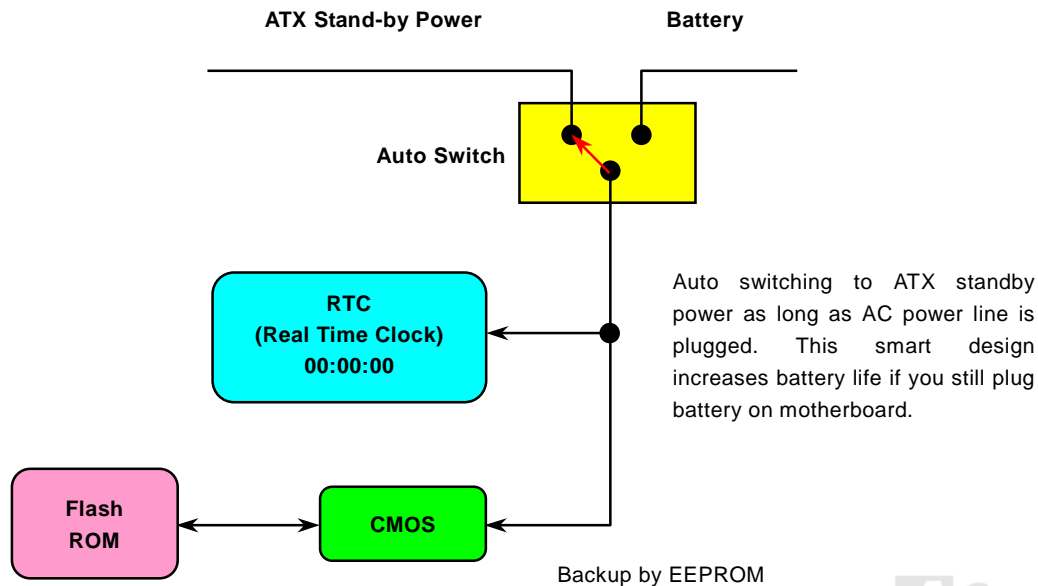 ATX Stand-by Power
Battery
Auto Switch
RTC
(Real Time Clock)
00:00:00
Auto switching to ATX standby
power as long as AC power line is
plugged. This smart design
increases battery life if you still plug
battery on motherboard.
Flash
ROM
CMOS
Backup by EEPROM